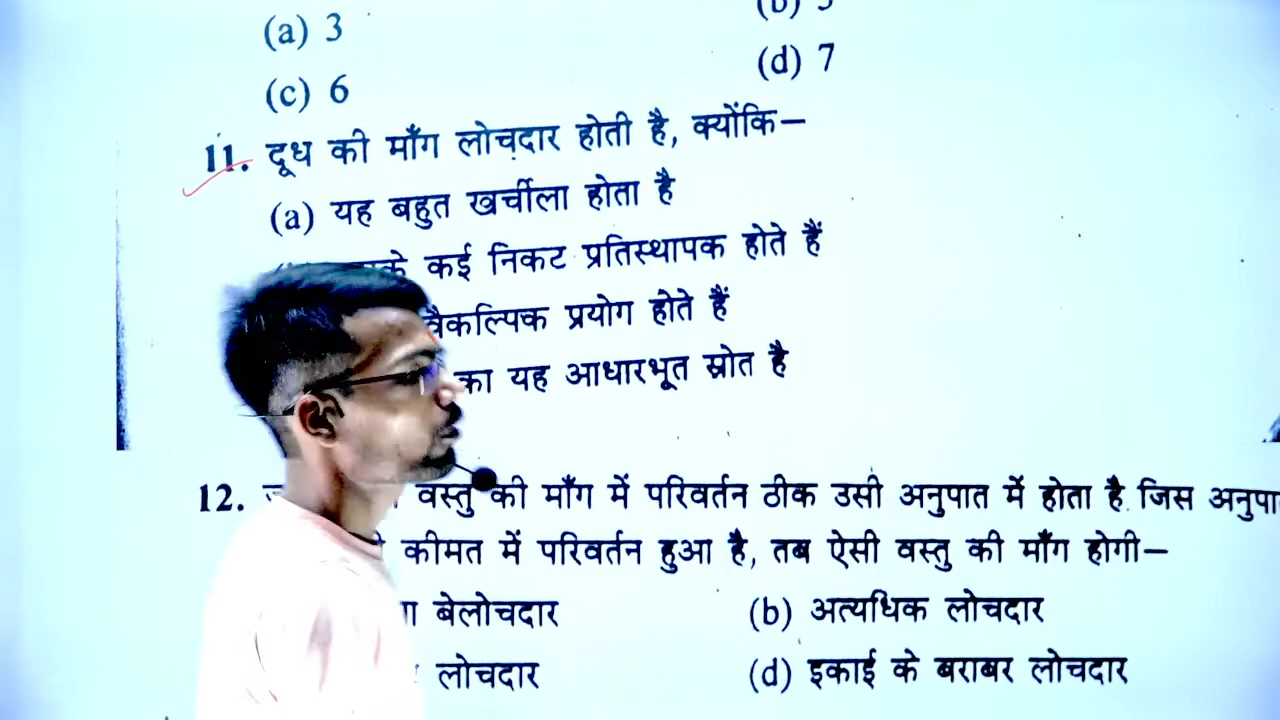 (a) 3
(c) 6
(d) 7
11. दूध की माँग लोचदार होती है, क्योंकि–
(a) यह बहुत खर्चीला होता है
कई निकट प्रतिस्थापक होते हैं
वैकल्पिक प्रयोग होते हैं
का यह आधारभूत स्रोत है
12. वस्तु की माँग में परिवर्तन ठीक उसी अनुपात में होता है जिस
कीमत में परिवर्तन हुआ है, तब ऐसी वस्तु की माँग होगी–
बेलोचदार (b) अत्यधिक लोचदार
लोचदार (d) इकाई के बराबर लोचदार